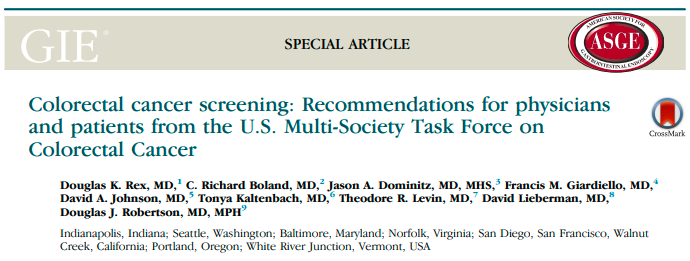 GIE®
SPECIAL ARTICLE
AMERICAN SOCIETY FOR
ASGE
GASTROINTESTINAL ENDOSCOPY
Colorectal cancer screening: Recommendations for physicians
and patients from the U.S. Multi-Society Task Force on
Colorectal Cancer
CrossMark
Douglas K. Rex, MD,1 C. Richard Boland, MD,2 Jason A. Dominitz, MD, MHS,3 Francis M. Giardiello, MD,4
David A. Johnson, MD,5 Tonya Kaltenbach, MD,6 Theodore R. Levin, MD,7 David Lieberman, MD,8
Douglas J. Robertson, MD, MPH9
Indianapolis, Indiana; Seattle, Washington; Baltimore, Maryland; Norfolk, Virginia; San Diego, San Francisco, Walnut
Creek, California; Portland, Oregon; White River Junction, Vermont, USA